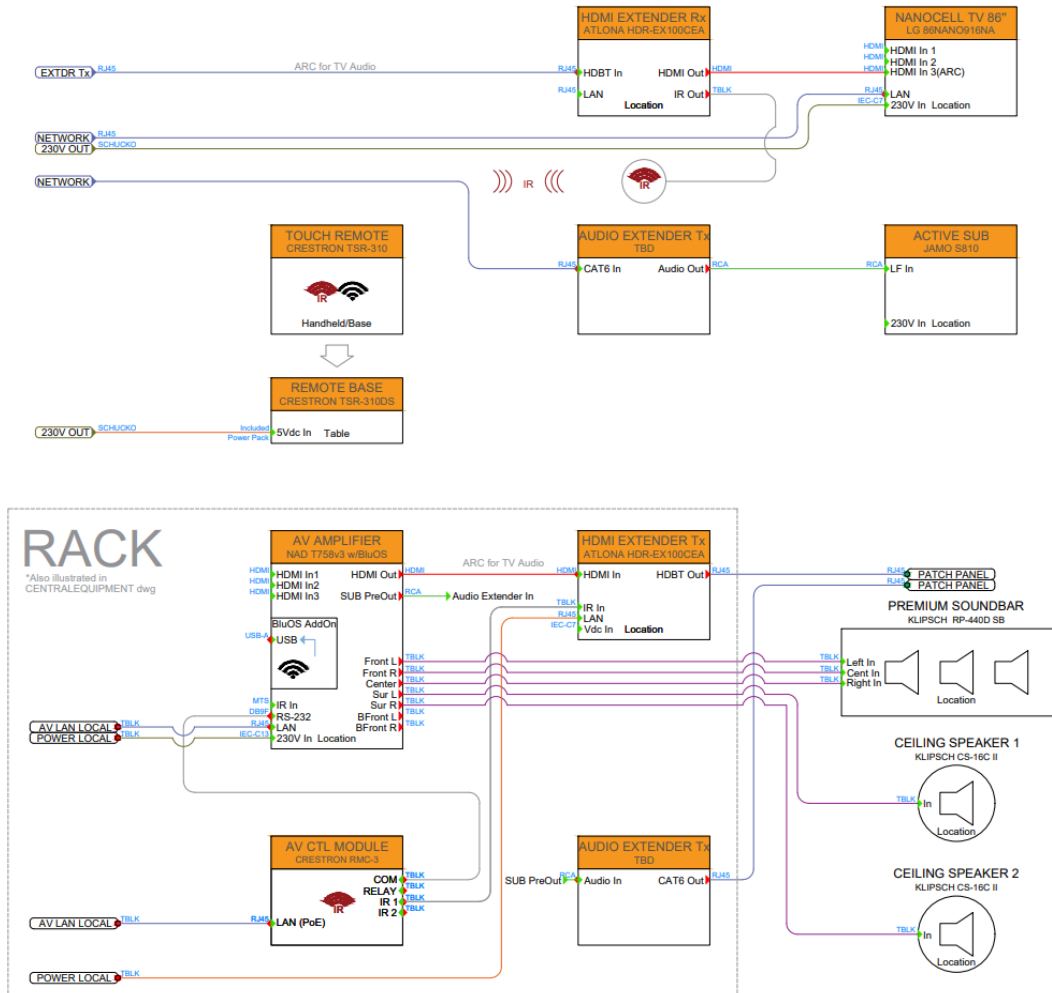 HDMI EXTENDER Rx
ATLONA HDR-EX100CEA
RJ45 HDBT In HDMI Out HDMI
RJ45 LAN IR Out TBLK
Location
NANOCELL TV 86"
LG 86NANO916NA
HDMI HDMI In 1
HDMI HDMI In 2
HDMI HDMI In 3(ARC)
RJ45 LAN
IEC-C7 230V In Location
EXTDR Tx RJ45
ARC for TV Audio
NETWORK RJ45
230V OUT SCHUCKO
NETWORK
IR
IR
TOUCH REMOTE
CRESTRON TSR-310
IR
Handheld/Base
AUDIO EXTENDER Tx
TBD
RJ45 CAT6 In Audio Out RCA
ACTIVE SUB
JAMO S810
RCA LF In
230V In Location
REMOTE BASE
CRESTRON TSR-310DS
230V OUT SCHUCKO
Included
Power Pack
5Vdc In Table
RACK
*Also illustrated in
CENTRALEQUIPMENT dwg
AV AMPLIFIER
NAD T758v3 w/BluOS
HDMI HDMI In1 HDMI Out HDMI
HDMI HDMI In2
HDMI HDMI In3 SUB PreOut RCA Audio Extender In
BluOS AddOn
USB-A USB
Front L TBLK
Front R TBLK
Center TBLK
Sur L TBLK
Sur R TBLK
BFront L TBLK
BFront R TBLK
MTS IR In
DB9F RS-232
RJ45 LAN
IEC-C13 230V In Location
AV LAN LOCAL TBLK
POWER LOCAL TBLK
ARC for TV Audio
HDMI EXTENDER Tx
ATLONA HDR-EX100CEA
HDMI HDMI In HDBT Out RJ45
TBLK IR In
RJ45 LAN
IEC-C7 Vdc In Location
RJ45 PATCH PANEL
RJ45 PATCH PANEL
PREMIUM SOUNDBAR
KLIPSCH RP-440D SB
TBLK Left In
TBLK Cent In
TBLK Right In
Location
CEILING SPEAKER 1
KLIPSCH CS-16C II
TBLK In
Location
AV CTL MODULE
CRESTRON RMC-3
COM TBLK
RELAY TBLK
IR 1 TBLK
IR 2 TBLK
IR
RJ45 LAN (PoE)
AV LAN LOCAL TBLK
POWER LOCAL TBLK
AUDIO EXTENDER Tx
TBD
SUB PreOut RCA Audio In CAT6 Out RJ45
CEILING SPEAKER 2
KLIPSCH CS-16C II
TBLK In
Location